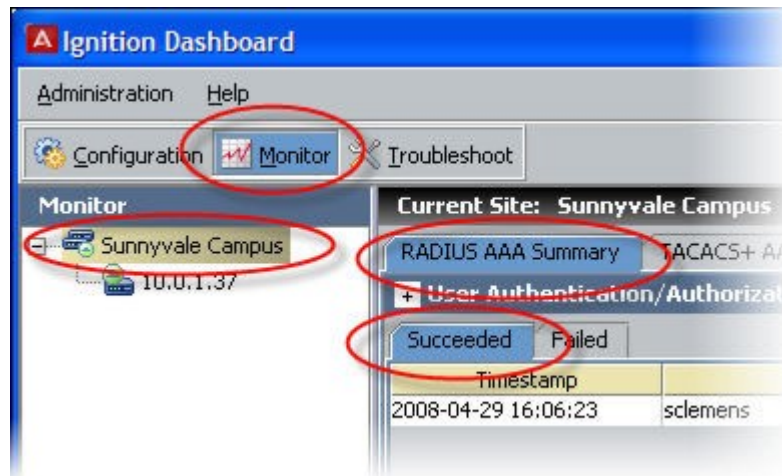 Ignition Dashboard
Administration Help
Configuration Monitor Troubleshoot
Monitor
Current Site: Sunnyvale Campus
Sunnyvale Campus
RADIUS AAA Summary TACACS+
10.0.1.37
User Authentication/
Succeeded Failed
Timestamp
2008-04-29 16:06:23 sclemens